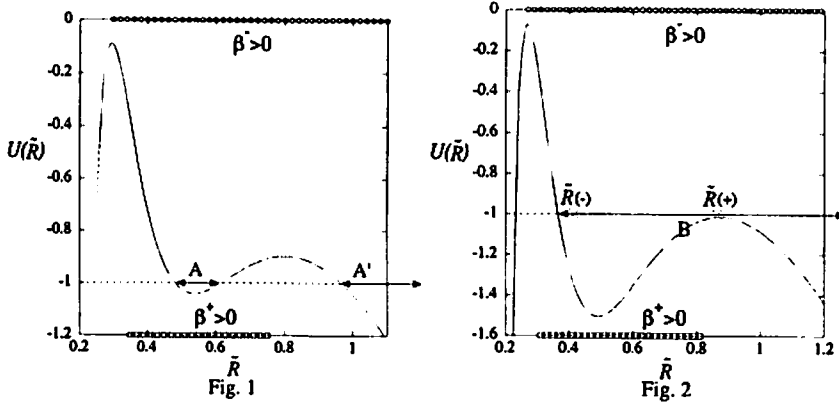 0
β⁻>0
-0.2
-0.4
U(R̃)
-0.6
-0.8
A
A'
-1
β⁺>0
-1.2
0.2 0.4 0.6 0.8 1
R̃
Fig. 1
0
β⁻>0
-0.2
-0.4
U(R̃)
-0.6
-0.8
R̃(-)
R̃(+)
-1
B
-1.2
-1.4
β⁺>0
-1.6
0.2 0.4 0.6 0.8 1 1.2
R̃
Fig. 2